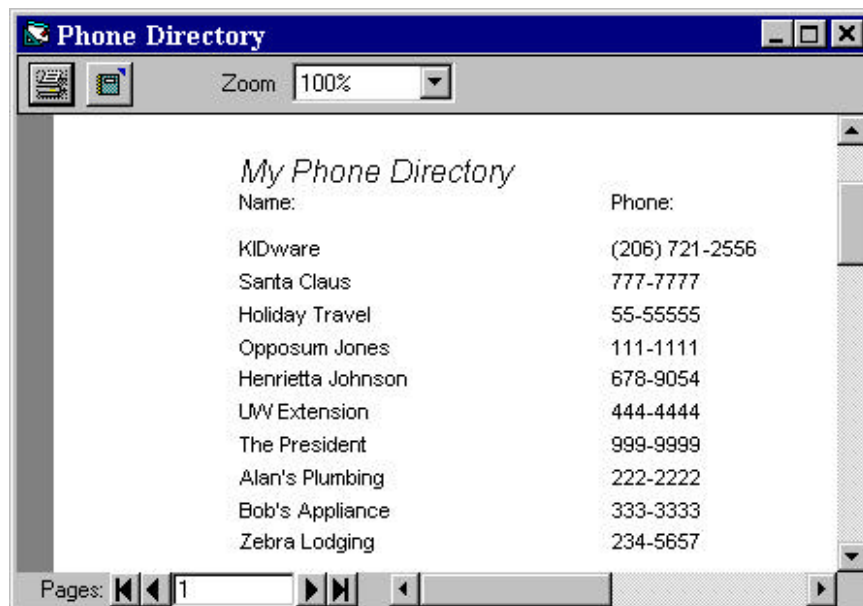 Phone Directory
Zoom 100%
My Phone Directory
Name: Phone:
KIDware (206) 721-2556
Santa Claus 777-7777
Holiday Travel 55-55555
Opposum Jones 111-1111
Henrietta Johnson 678-9054
UW Extension 444-4444
The President 999-9999
Alan's Plumbing 222-2222
Bob's Appliance 333-3333
Zebra Lodging 234-5657
Pages: 1